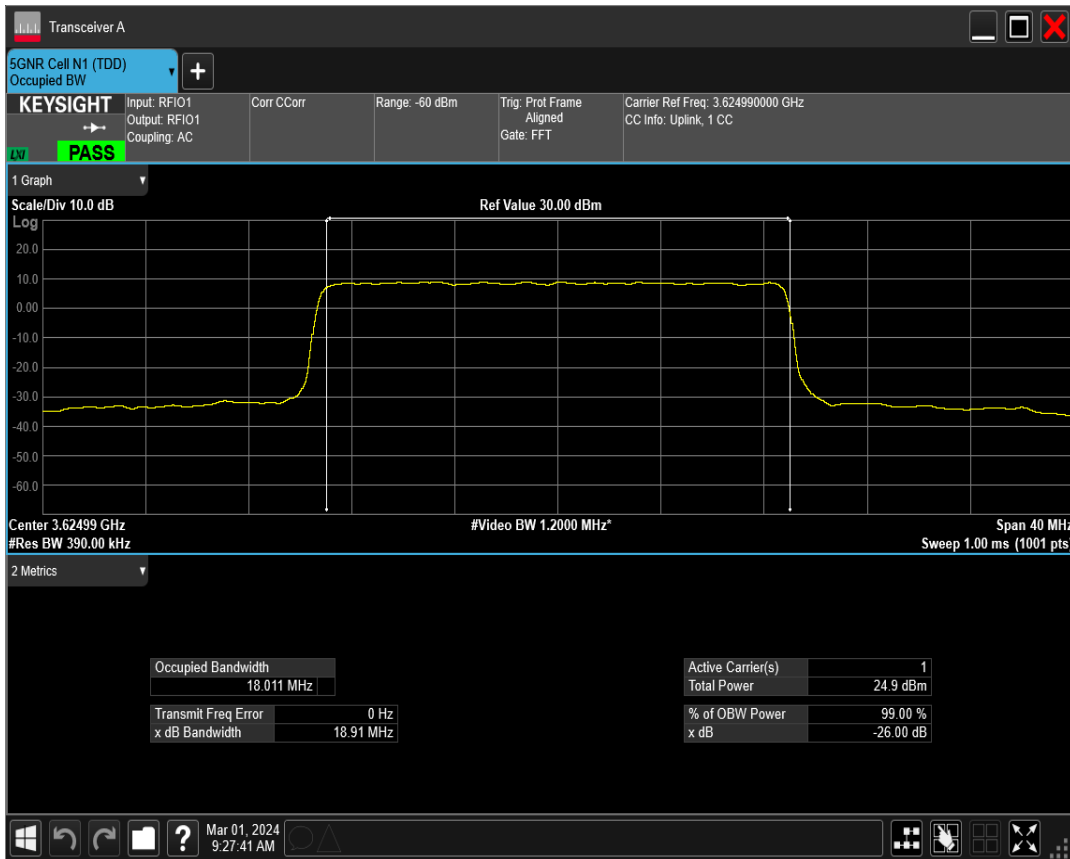 Transceiver A
5GNR Cell N1 (TDD)
Occupied BW
+
KEYSIGHT
LXI
PASS
Input: RFIO1
Output: RFIO1
Coupling: AC
Corr CCorr
Range: -60 dBm
Trig: Prot Frame
Aligned
Gate: FFT
Carrier Ref Freq: 3.624990000 GHz
CC Info: Uplink, 1 CC
1 Graph
Scale/Div 10.0 dB
Ref Value 30.00 dBm
Log
20.0
10.0
0.00
-10.0
-20.0
-30.0
-40.0
-50.0
-60.0
Center 3.62499 GHz
#Video BW 1.2000 MHz*
Span 40 MHz
#Res BW 390.00 kHz
Sweep 1.00 ms (1001 pts)
2 Metrics
Occupied Bandwidth
18.011 MHz
Transmit Freq Error 0 Hz
x dB Bandwidth 18.91 MHz
Active Carrier(s) 1
Total Power 24.9 dBm
% of OBW Power 99.00 %
x dB -26.00 dB
?
Mar 01, 2024
9:27:41 AM